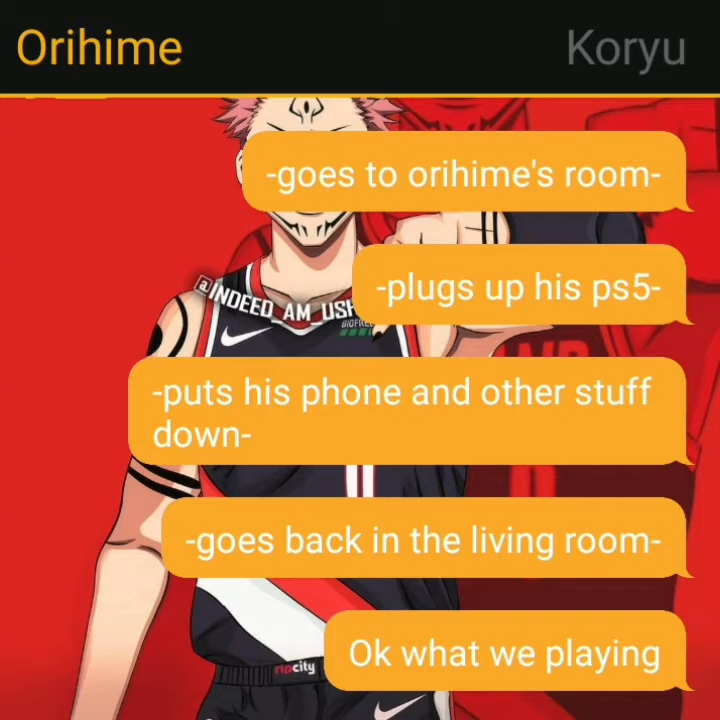 Orihime
Koryu
-goes to orihime's room-
-plugs up his ps5-
@INDEED_AM_USH
BIOFREE
-puts his phone and other stuff
down-
-goes back in the living room-
Ok what we playing
ripcity